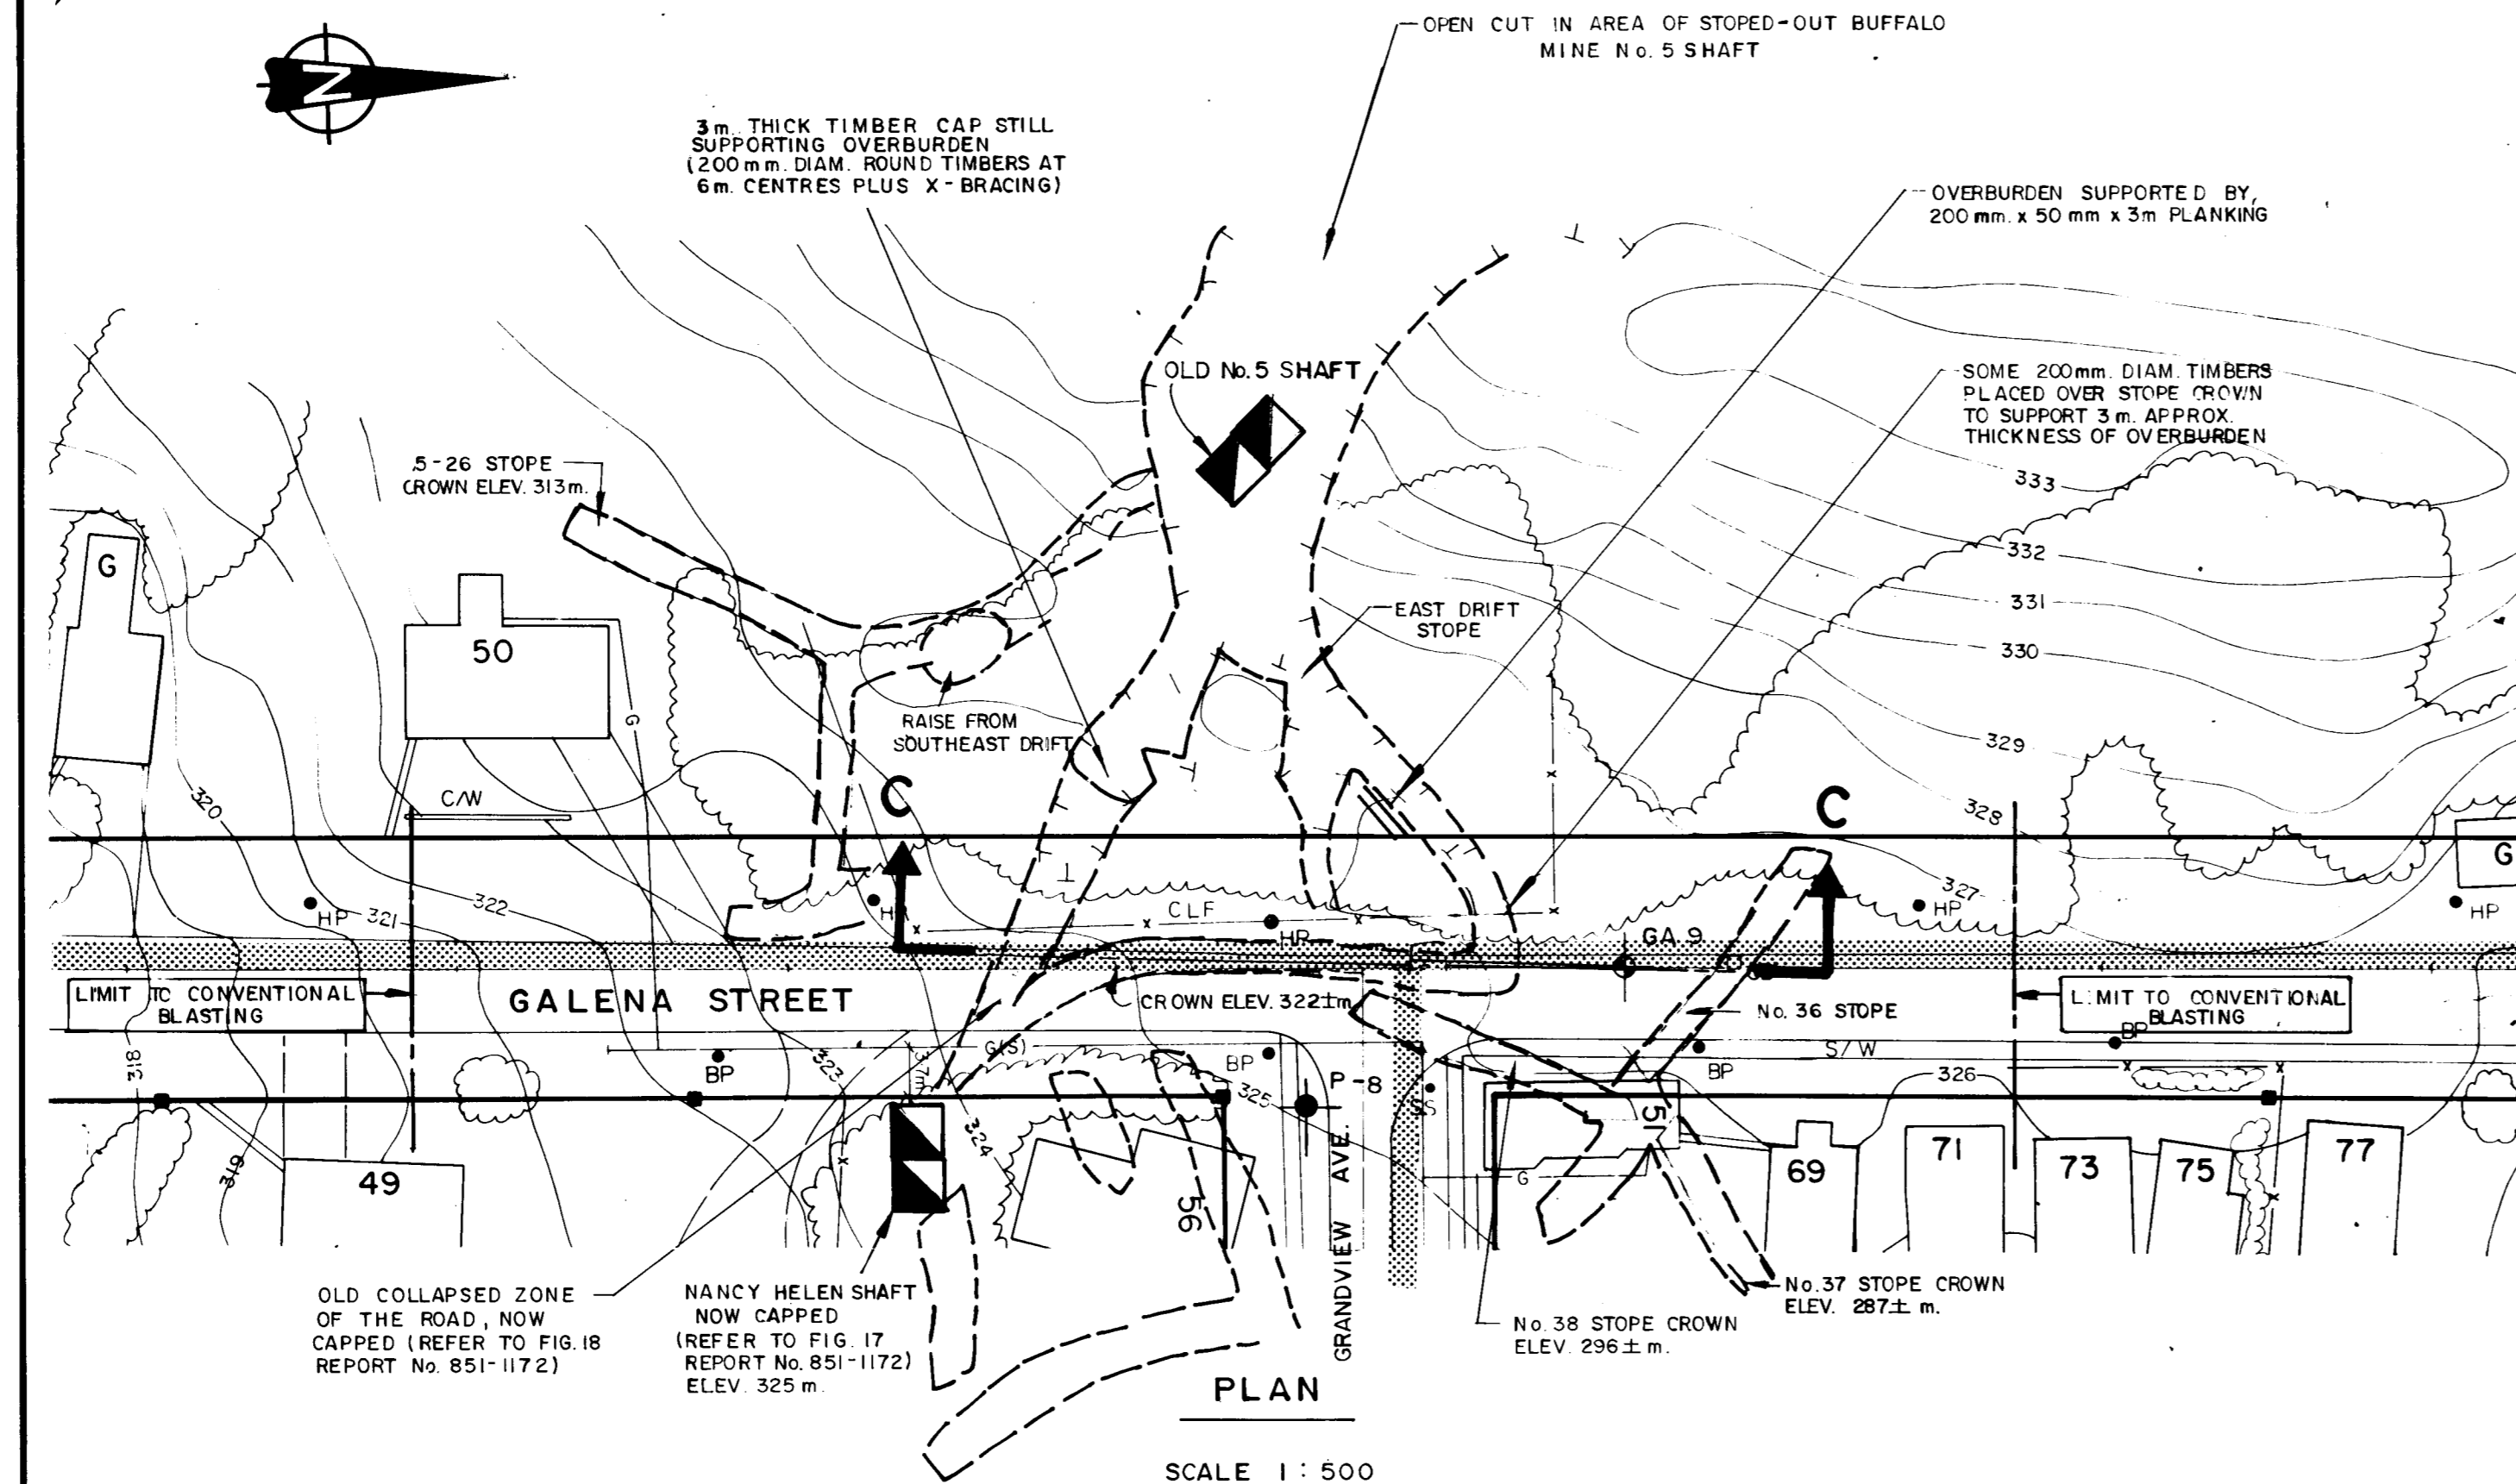 OPEN CUT IN AREA OF STOPED-OUT BUFFALO
MINE No. 5 SHAFT
N
3 m. THICK TIMBER CAP STILL
SUPPORTING OVERBURDEN
(200 mm. DIAM. ROUND TIMBERS AT
6 m. CENTRES PLUS X-BRACING)
OVERBURDEN SUPPORTED BY,
200 mm. x 50 mm x 3m PLANKING
OLD No. 5 SHAFT
SOME 200mm. DIAM. TIMBERS
PLACED OVER STOPE CROWN
TO SUPPORT 3 m. APPROX.
THICKNESS OF OVERBURDEN
5-26 STOPE
CROWN ELEV. 313m.
333
332
331
330
329
328
327
G
50
G
EAST DRIFT
STOPE
RAISE FROM
SOUTHEAST DRIFT
C
C
320
C/W
G
HP
321
322
CLF
HP
GA 9
HP
HP
LIMIT TO CONVENTIONAL
BLASTING
GALENA STREET
CROWN ELEV. 322±m
No. 36 STOPE
LIMIT TO CONVENTIONAL
BLASTING
BP
318
BP
323
3.7m
G(S)
BP
P-8
325
BP
S/W
326
319
49
324
56
GRANDVIEW AVE.
G
51
69
71
73
75
77
OLD COLLAPSED ZONE
OF THE ROAD, NOW
CAPPED (REFER TO FIG. 18
REPORT No. 851-1172)
NANCY HELEN SHAFT
NOW CAPPED
(REFER TO FIG. 17
REPORT No. 851-1172)
ELEV. 325 m.
No. 38 STOPE CROWN
ELEV. 296± m.
No. 37 STOPE CROWN
ELEV. 287± m.
PLAN
SCALE 1 : 500